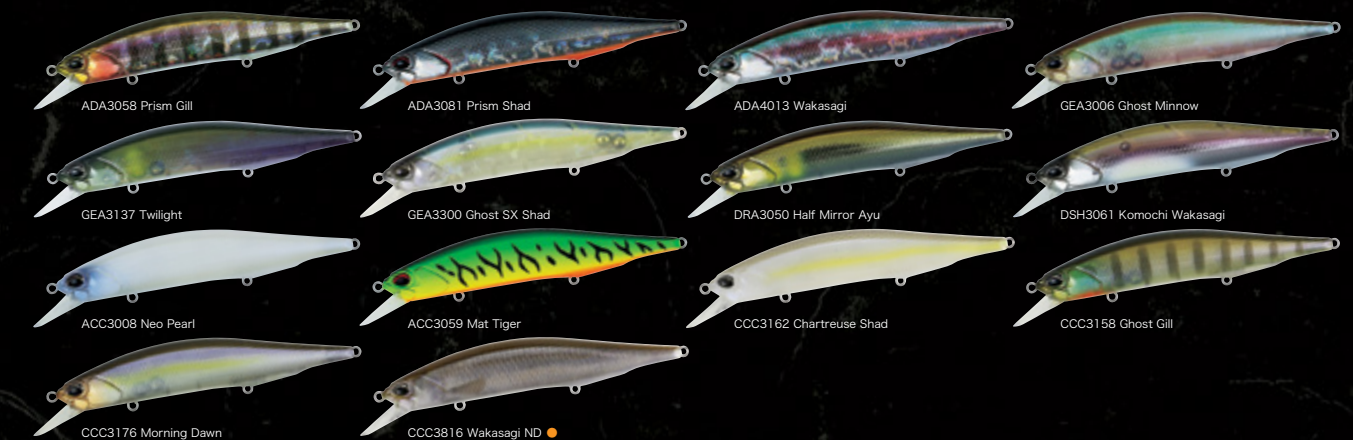 ADA3058 Prism Gill
ADA3081 Prism Shad
ADA4013 Wakasagi
GEA3006 Ghost Minnow
GEA3137 Twilight
GEA3300 Ghost SX Shad
DRA3050 Half Mirror Ayu
DSH3061 Komochi Wakasagi
ACC3008 Neo Pearl
ACC3059 Mat Tiger
CCC3162 Chartreuse Shad
CCC3158 Ghost Gill
CCC3176 Morning Dawn
CCC3816 Wakasagi ND